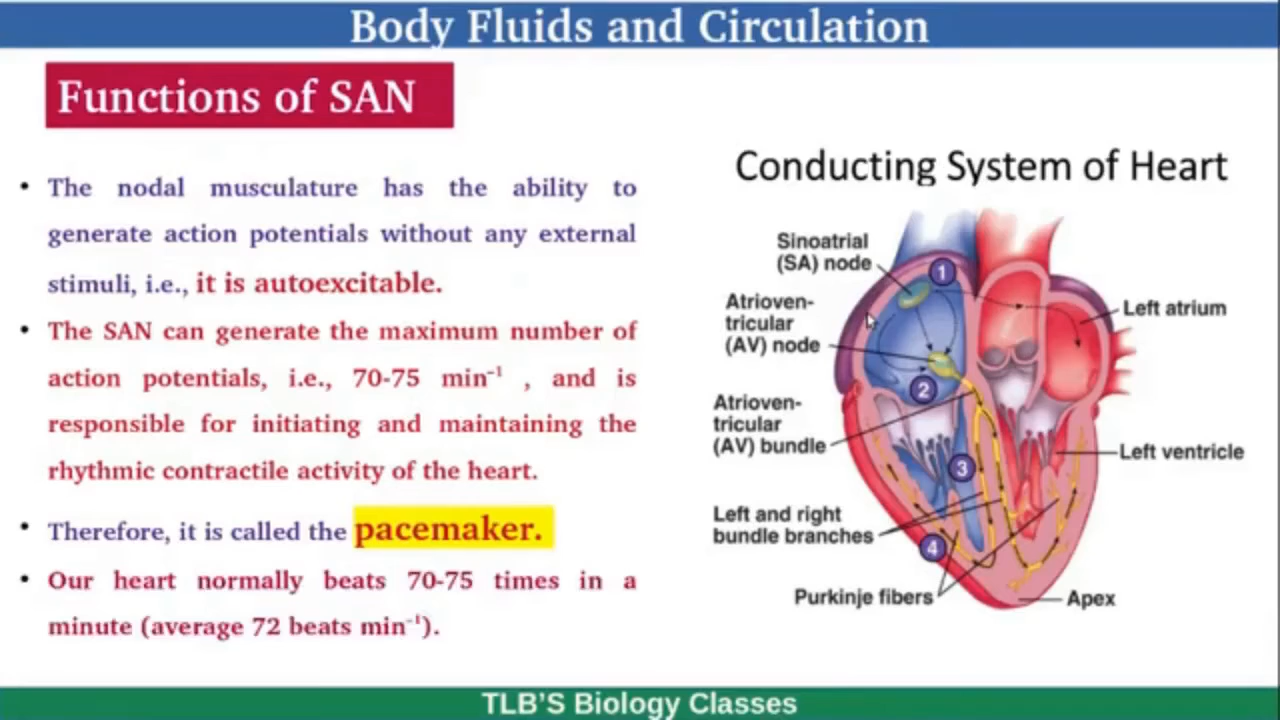 Body Fluids and Circulation
Functions of SAN
• The nodal musculature has the ability to
generate action potentials without any external
stimuli, i.e., it is autoexcitable.
• The SAN can generate the maximum number of
action potentials, i.e., 70-75 min⁻¹ , and is
responsible for initiating and maintaining the
rhythmic contractile activity of the heart.
• Therefore, it is called the pacemaker.
• Our heart normally beats 70-75 times in a
minute (average 72 beats min⁻¹).
Conducting System of Heart
Sinoatrial
(SA) node
1
Atrioven-
tricular
(AV) node
2
Atrioven-
tricular
(AV) bundle
3
Left and right
bundle branches
4
Purkinje fibers
Left atrium
Left ventricle
Apex
TLB'S Biology Classes